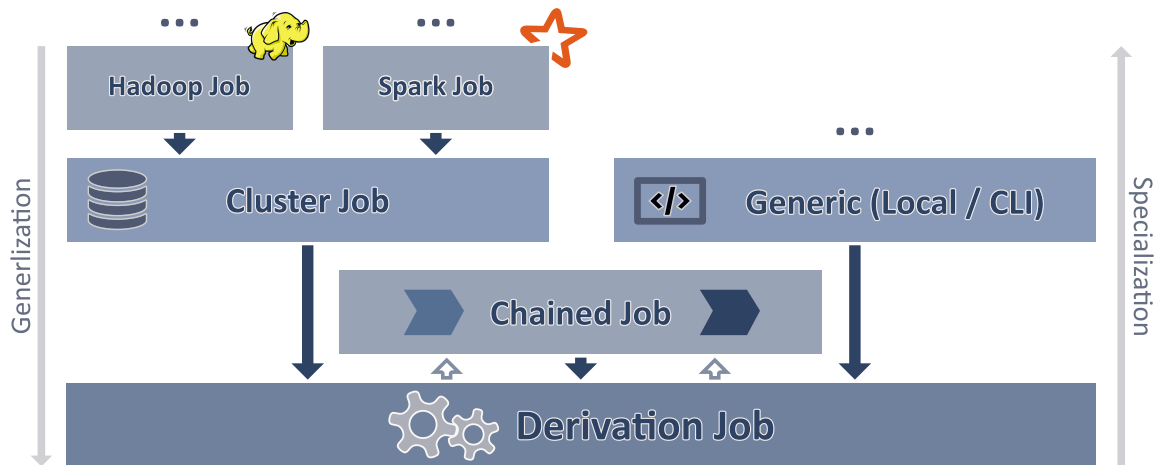 ...
...
Hadoop Job
Spark Job
...
Cluster Job
</> Generic (Local / CLI)
Generlization
Specialization
Chained Job
Derivation Job